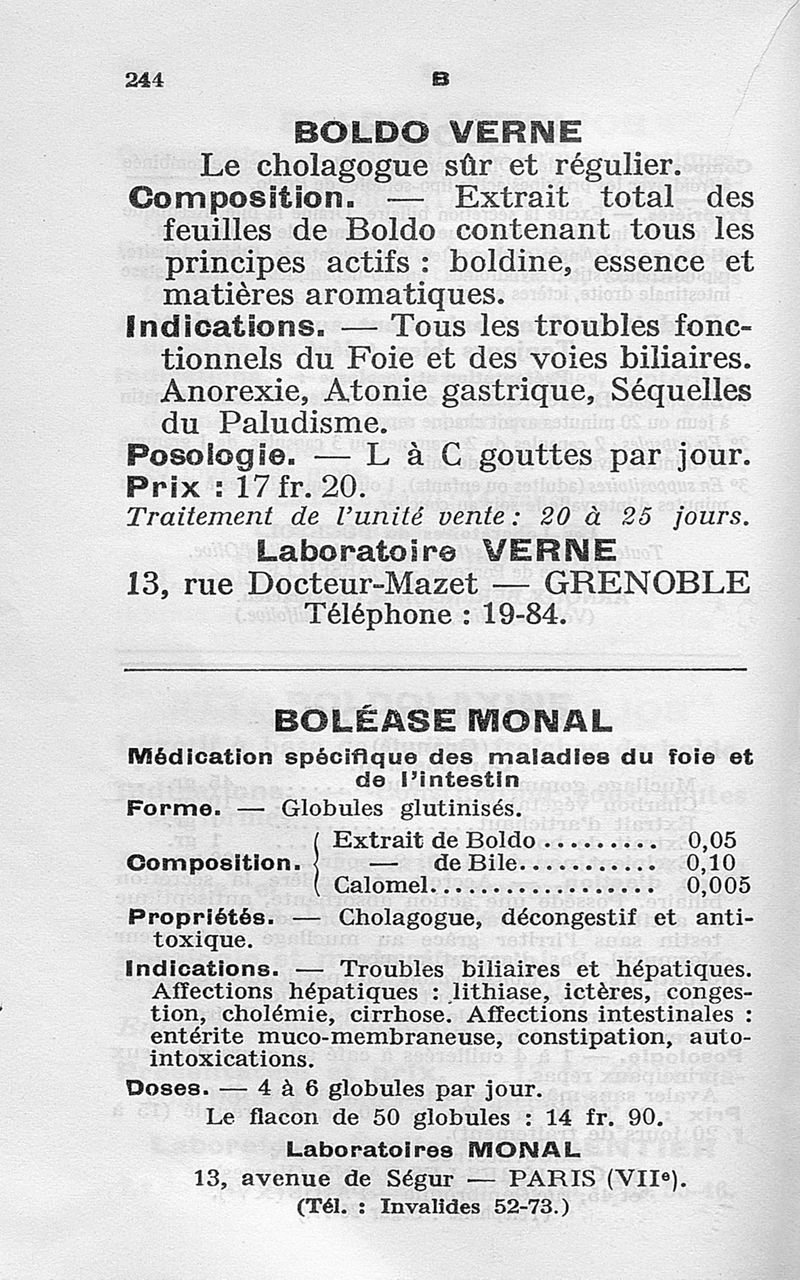 244
B
BOLDO VERNE
Le cholagogue sûr et régulier.
Composition. — Extrait total des
feuilles de Boldo contenant tous les
principes actifs : boldine, essence et
matières aromatiques.
Indications. — Tous les troubles fonc-
tionnels du Foie et des voies biliaires.
Anorexie, Atonie gastrique, Séquelles
du Paludisme.
Posologie. — L à C gouttes par jour.
Prix : 17 fr. 20.
Traitement de l'unité vente : 20 à 25 jours.
Laboratoire VERNE
13, rue Docteur-Mazet — GRENOBLE
Téléphone : 19-84.
BOLÉASE MONAL
Médication spécifique des maladies du foie et
de l'intestin
Forme. — Globules glutinisés.
Composition. { Extrait de Boldo ......... 0,05
— de Bile............ 0,10
Calomel.................. 0,005
Propriétés. — Cholagogue, décongestif et anti-
toxique.
Indications. — Troubles biliaires et hépatiques.
Affections hépatiques : lithiase, ictères, conges-
tion, cholémie, cirrhose. Affections intestinales :
entérite muco-membraneuse, constipation, auto-
intoxications.
Doses. — 4 à 6 globules par jour.
Le flacon de 50 globules : 14 fr. 90.
Laboratoires MONAL
13, avenue de Ségur — PARIS (VIIe).
(Tél. : Invalides 52-73.)